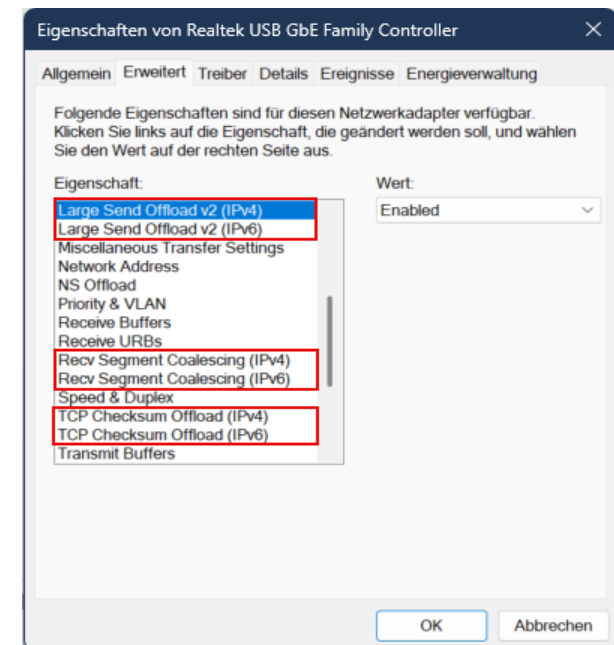 Eigenschaften von Realtek USB GbE Family Controller
Allgemein Erweitert Treiber Details Ereignisse Energieverwaltung
Folgende Eigenschaften sind für diesen Netzwerkadapter verfügbar.
Klicken Sie links auf die Eigenschaft, die geändert werden soll, und wählen
Sie den Wert auf der rechten Seite aus.
Eigenschaft:
Wert:
Large Send Offload v2 (IPv4)
Enabled
Large Send Offload v2 (IPv6)
Miscellaneous Transfer Settings
Network Address
NS Offload
Priority & VLAN
Receive Buffers
Receive URBs
Recv Segment Coalescing (IPv4)
Recv Segment Coalescing (IPv6)
Speed & Duplex
TCP Checksum Offload (IPv4)
TCP Checksum Offload (IPv6)
Transmit Buffers
OK
Abbrechen